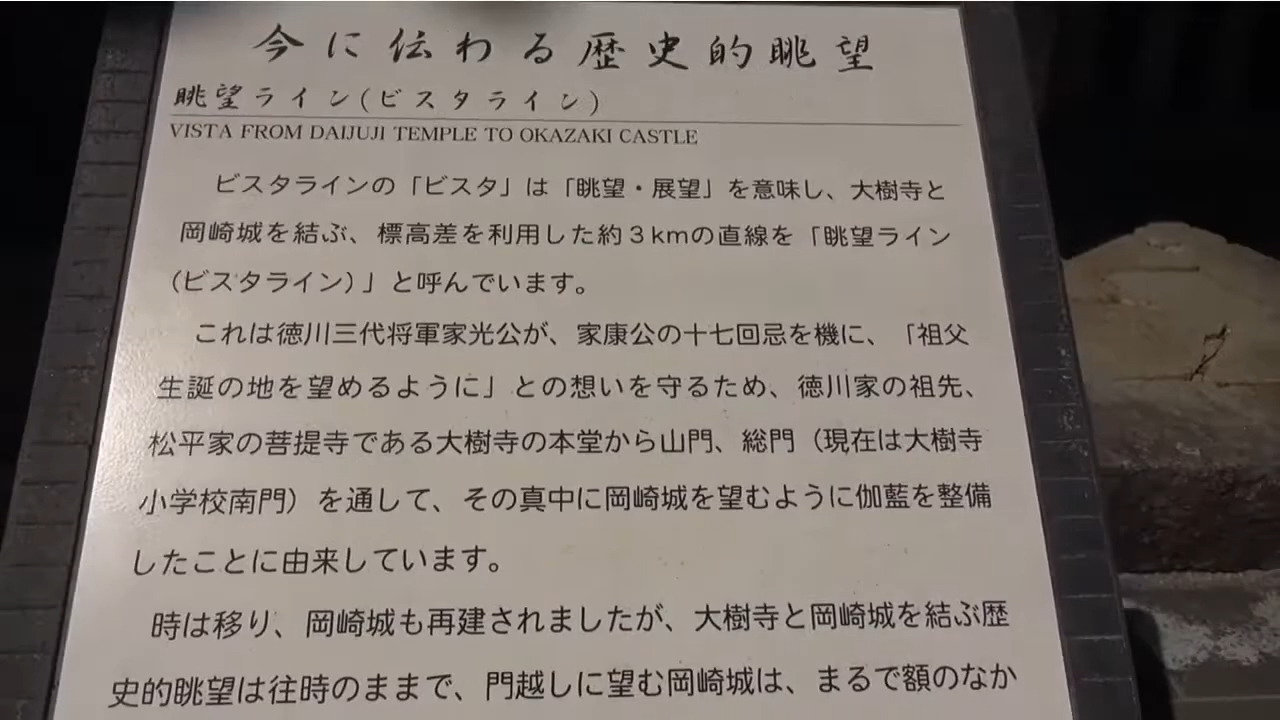 今に伝わる歴史的眺望
眺望ライン(ビスタライン)
VISTA FROM DAIJUJI TEMPLE TO OKAZAKI CASTLE
ビスタラインの「ビスタ」は「眺望・展望」を意味し、大樹寺と
岡崎城を結ぶ、標高差を利用した約３kmの直線を「眺望ライン
（ビスタライン）」と呼んでいます。
これは徳川三代将軍家光公が、家康公の十七回忌を機に、「祖父
生誕の地を望めるように」との想いを守るため、徳川家の祖先、
松平家の菩提寺である大樹寺の本堂から山門、総門（現在は大樹寺
小学校南門）を通して、その真中に岡崎城を望むように伽藍を整備
したことに由来しています。
時は移り、岡崎城も再建されましたが、大樹寺と岡崎城を結ぶ歴
史的眺望は往時のままで、門越しに望む岡崎城は、まるで額のなか